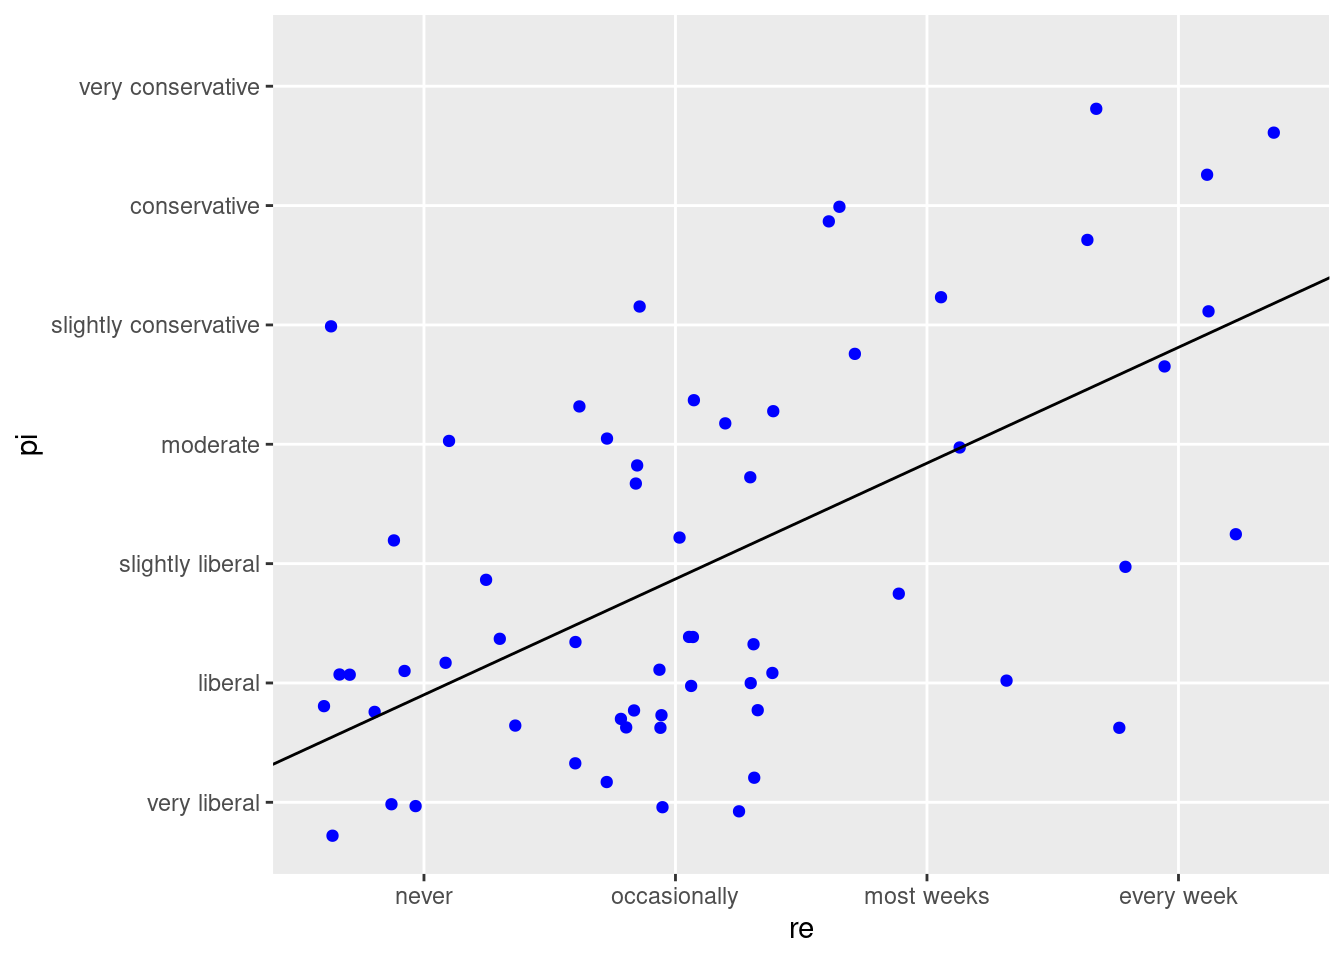 very conservative
conservative
slightly conservative
moderate
slightly liberal
liberal
very liberal
pi
never occasionally most weeks every week
re